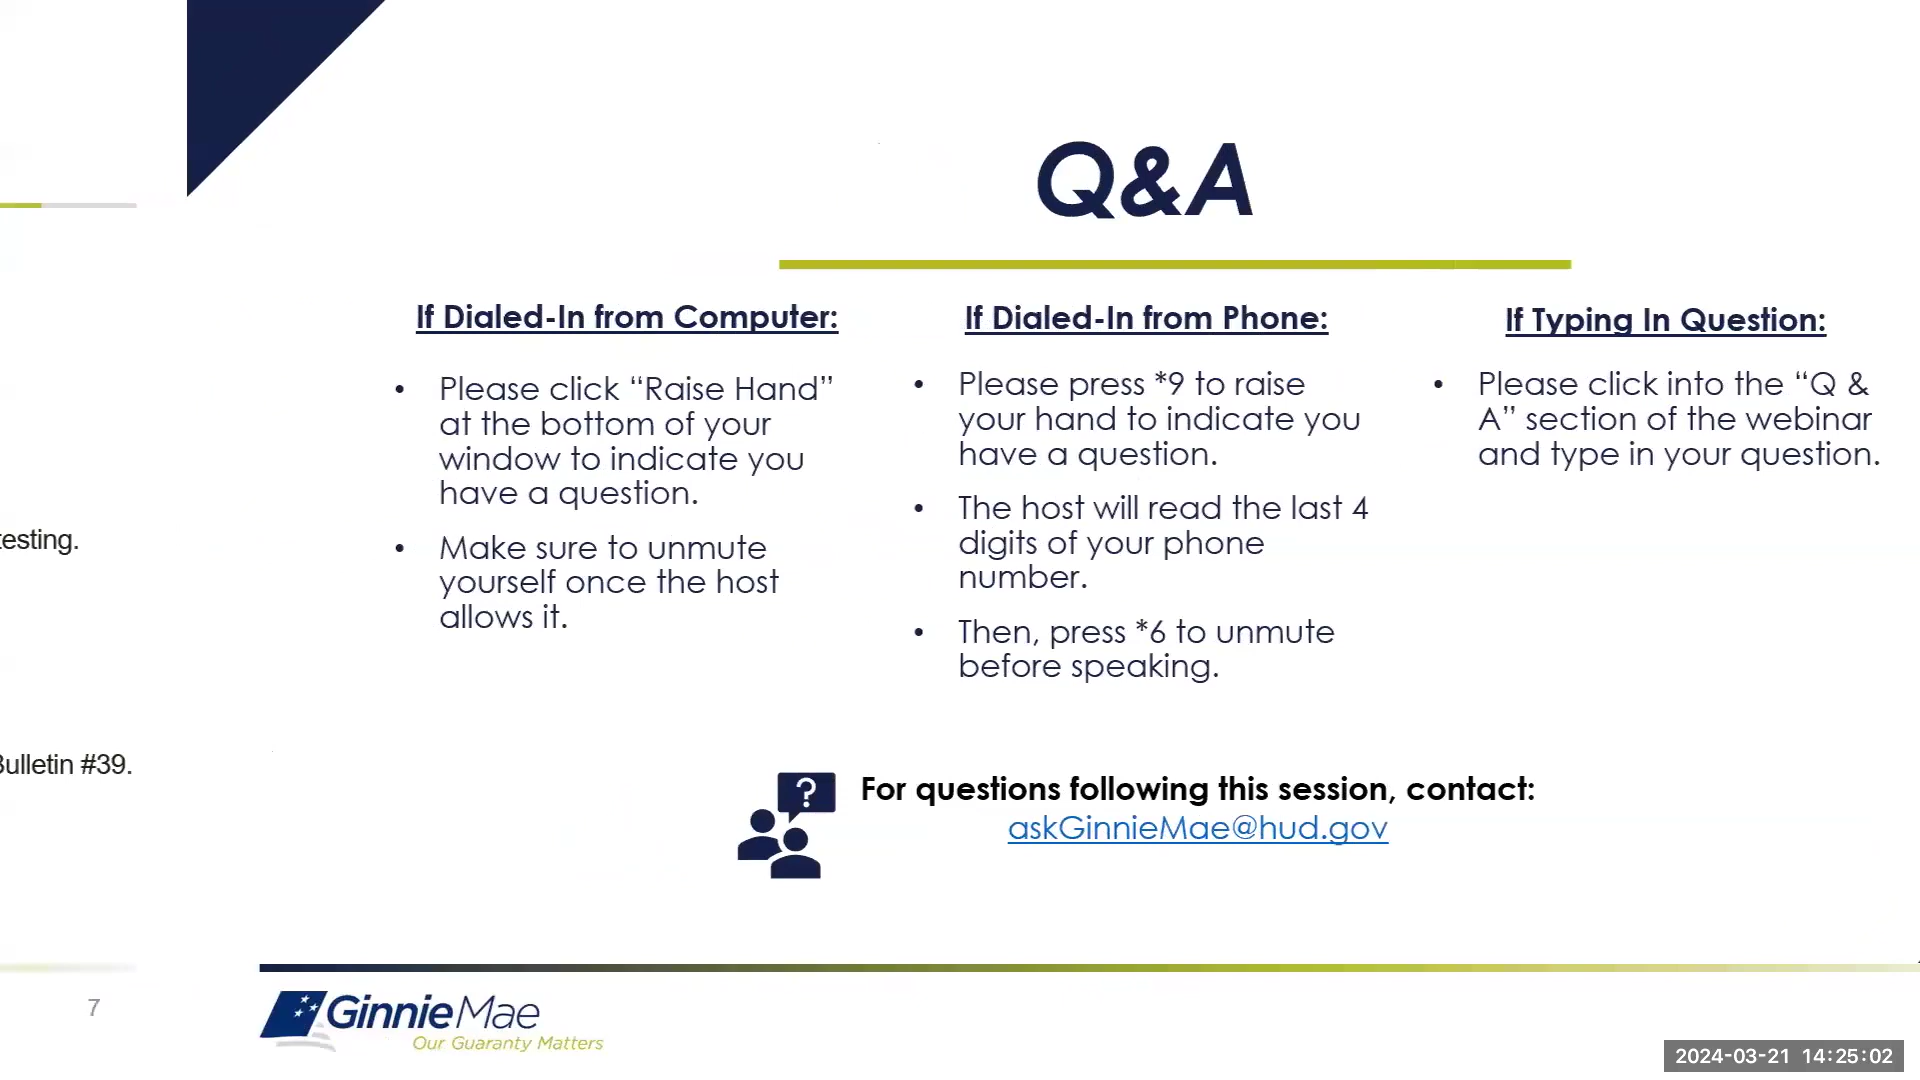 Q&A
If Dialed-In from Computer:
• Please click “Raise Hand”
at the bottom of your
window to indicate you
have a question.
• Make sure to unmute
yourself once the host
allows it.
If Dialed-In from Phone:
• Please press *9 to raise
your hand to indicate you
have a question.
• The host will read the last 4
digits of your phone
number.
• Then, press *6 to unmute
before speaking.
If Typing In Question:
• Please click into the “Q &
A” section of the webinar
and type in your question.
esting.
Bulletin #39.
?
For questions following this session, contact:
askGinnieMae@hud.gov
7
GinnieMae
Our Guaranty Matters
2024-03-21 14:25:02